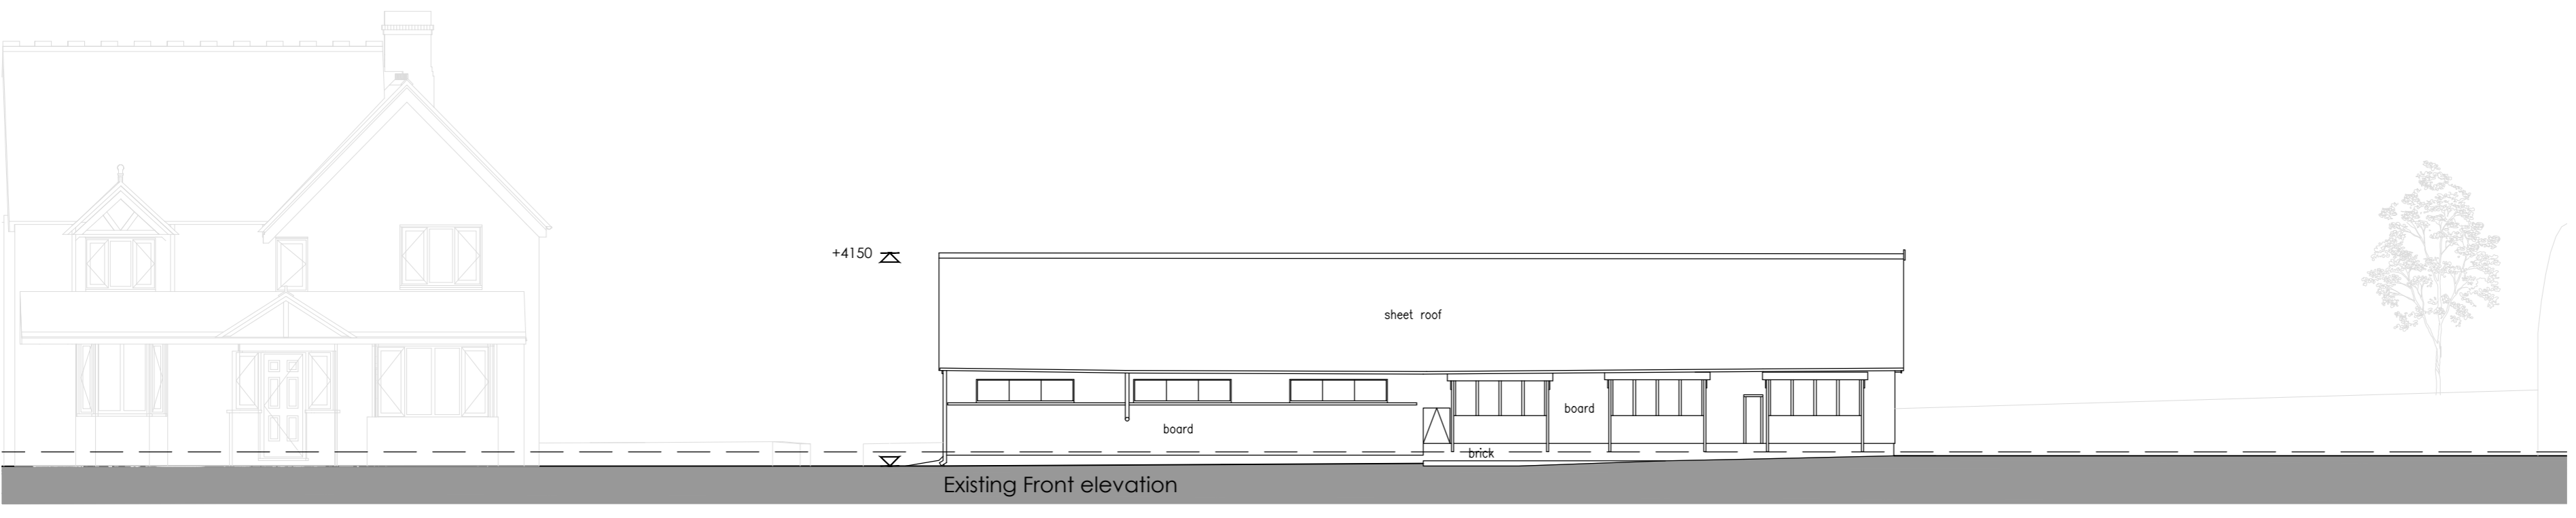 +4150
sheet roof
board
board
brick
Existing Front elevation